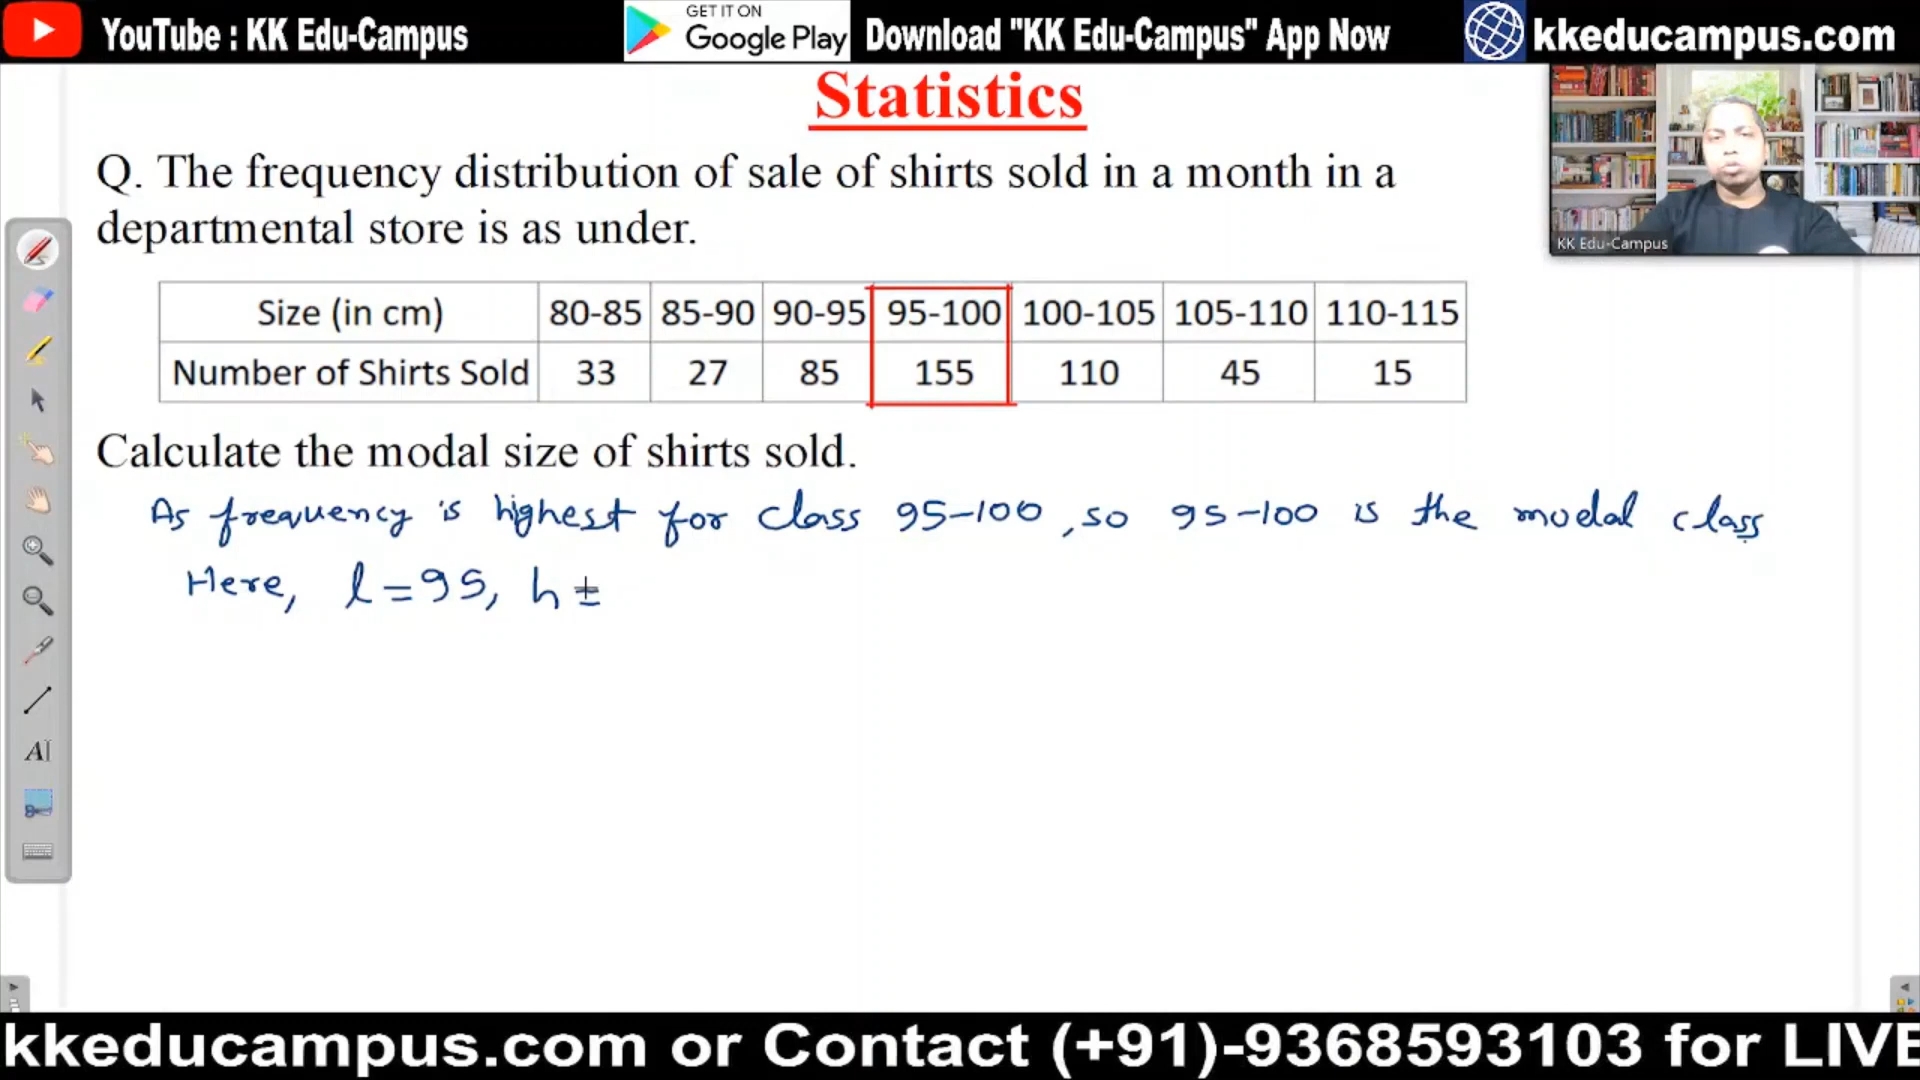 YouTube : KK Edu-Campus
GET IT ON
Google Play
Download "KK Edu-Campus" App Now
kkeducampus.com
Statistics
KK Edu-Campus
Q. The frequency distribution of sale of shirts sold in a month in a
departmental store is as under.
Size (in cm) 80-85 85-90 90-95 95-100 100-105 105-110 110-115
Number of Shirts Sold 33 27 85 155 110 45 15
Calculate the modal size of shirts sold.
As frequency is highest for class 95-100, so 95-100 is the modal class
Here, l=95, h =
AI
kkeducampus.com or Contact (+91)-9368593103 for LIVE